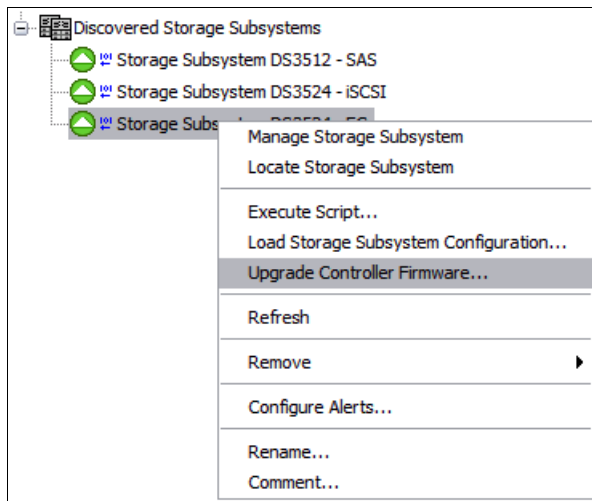 Discovered Storage Subsystems
Storage Subsystem DS3512 - SAS
Storage Subsystem DS3524 - iSCSI
Storage Subs
Manage Storage Subsystem
Locate Storage Subsystem
Execute Script...
Load Storage Subsystem Configuration...
Upgrade Controller Firmware...
Refresh
Remove
Configure Alerts...
Rename...
Comment...